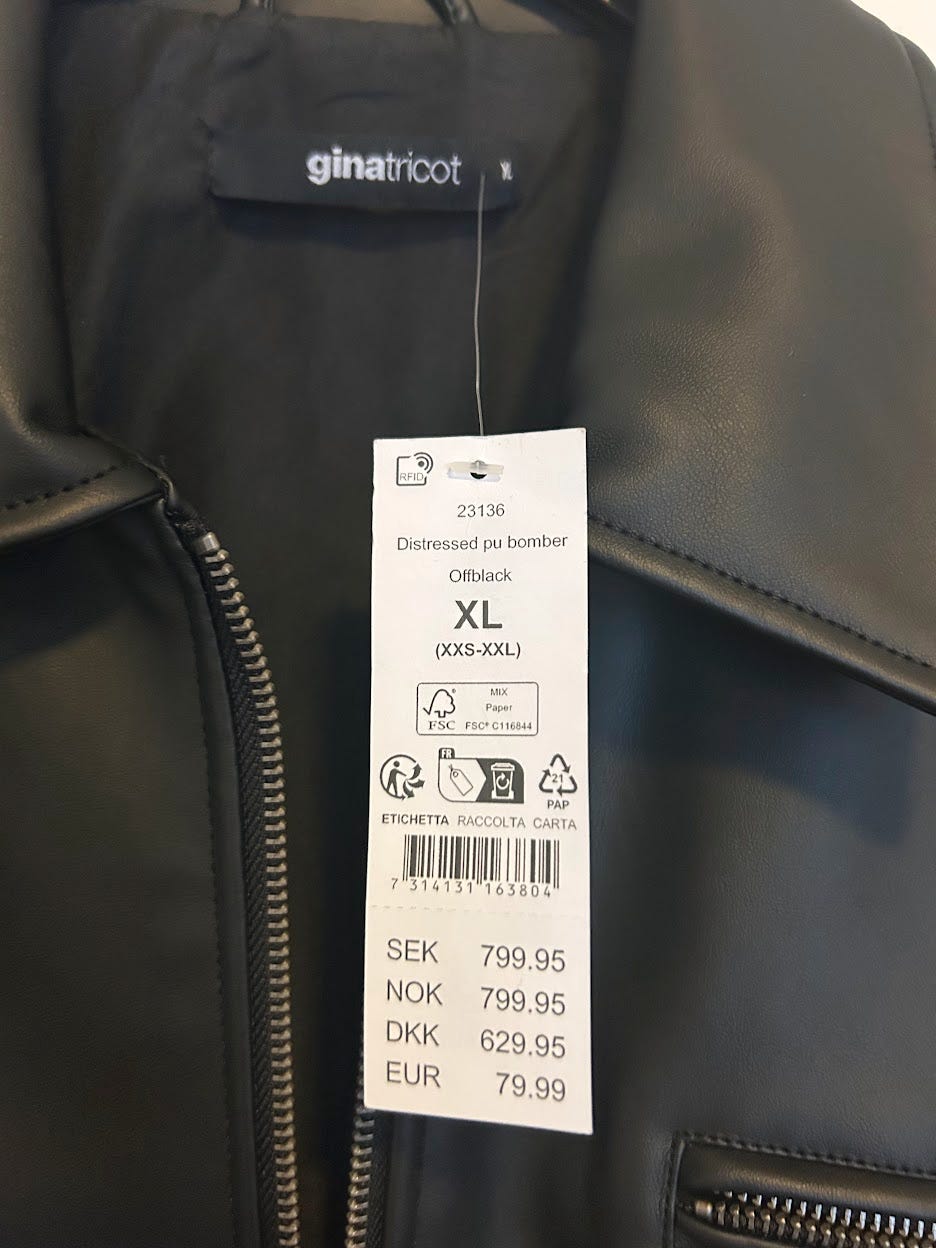 ginatricot XL
RFID
23136
Distressed pu bomber
Offblack
XL
(XXS-XXL)
MIX
Paper
FSC FSC® C116844
FR
21
PAP
ETICHETTA RACCOLTA CARTA
7 314131 163804
SEK 799.95
NOK 799.95
DKK 629.95
EUR 79.99